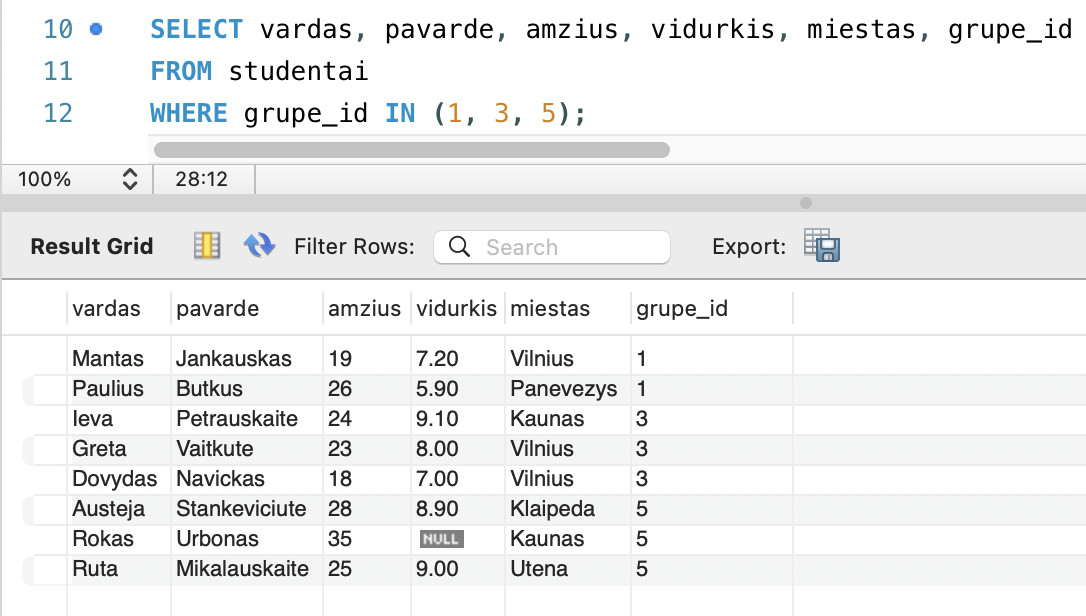 10 SELECT vardas, pavarde, amzius, vidurkis, miestas, grupe_id
11 FROM studentai
12 WHERE grupe_id IN (1, 3, 5);
100% 28:12
Result Grid Filter Rows: Search Export:
vardas pavarde amzius vidurkis miestas grupe_id
Mantas Jankauskas 19 7.20 Vilnius 1
Paulius Butkus 26 5.90 Panevezys 1
Ieva Petrauskaite 24 9.10 Kaunas 3
Greta Vaitkute 23 8.00 Vilnius 3
Dovydas Navickas 18 7.00 Vilnius 3
Austeja Stankeviciute 28 8.90 Klaipeda 5
Rokas Urbonas 35 NULL Kaunas 5
Ruta Mikalauskaite 25 9.00 Utena 5